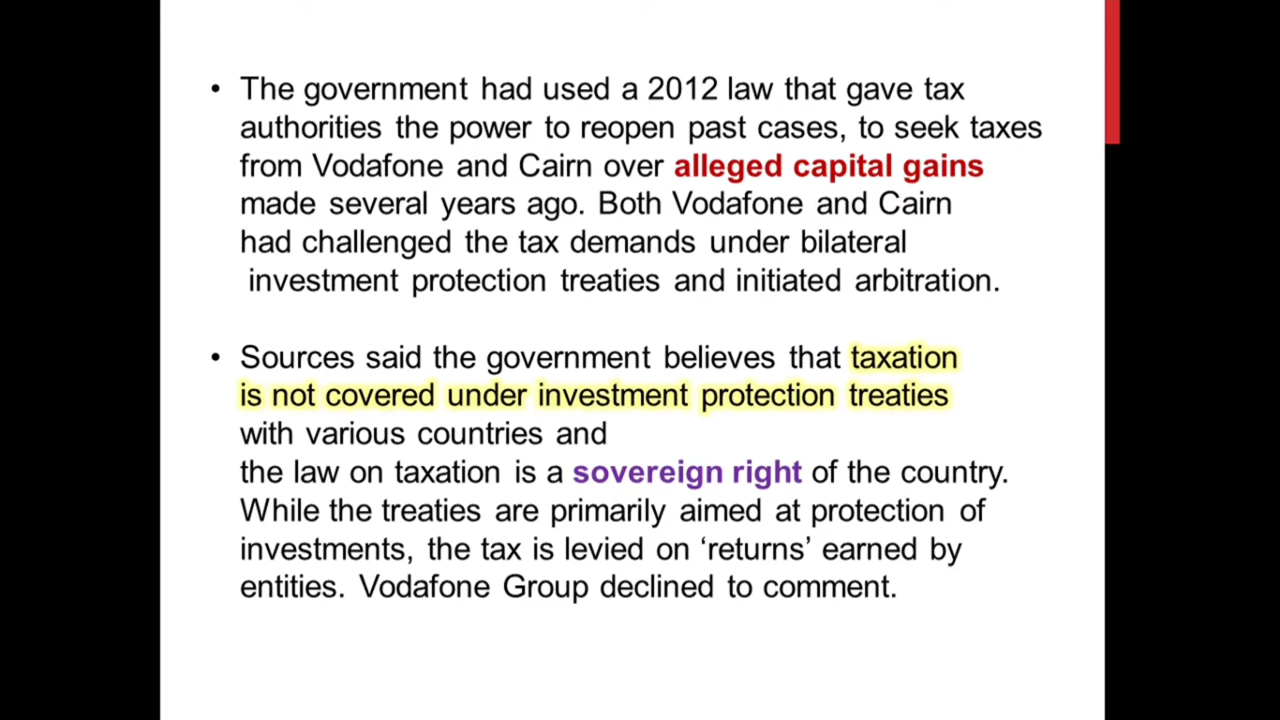 • The government had used a 2012 law that gave tax
authorities the power to reopen past cases, to seek taxes
from Vodafone and Cairn over alleged capital gains
made several years ago. Both Vodafone and Cairn
had challenged the tax demands under bilateral
investment protection treaties and initiated arbitration.
• Sources said the government believes that taxation
is not covered under investment protection treaties
with various countries and
the law on taxation is a sovereign right of the country.
While the treaties are primarily aimed at protection of
investments, the tax is levied on ‘returns’ earned by
entities. Vodafone Group declined to comment.